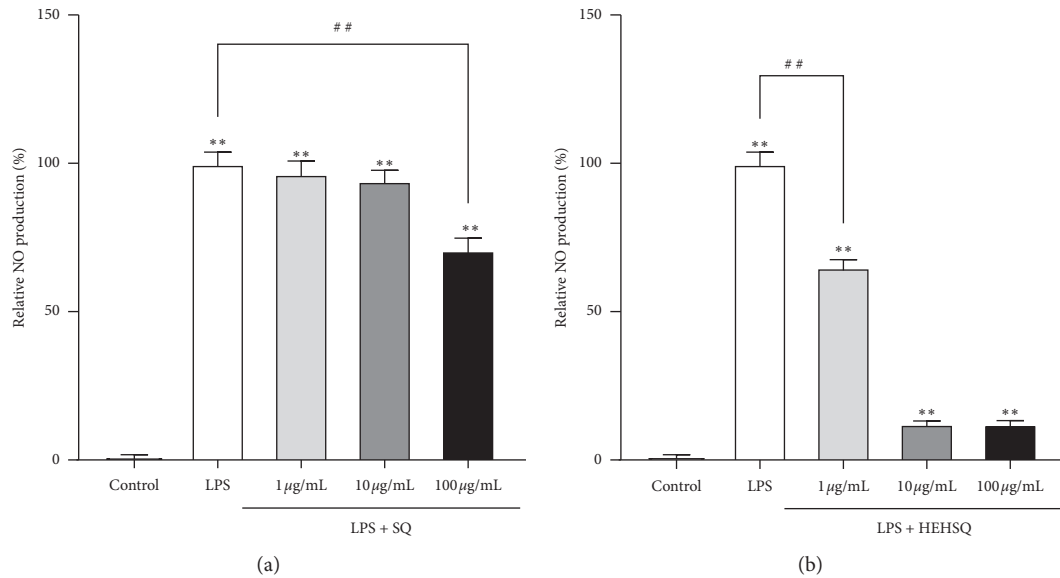 150
100
50
0
Relative NO production (%)
# #
**
**
**
**
Control
LPS
1 μg/mL
10 μg/mL
100 μg/mL
LPS + SQ
(a)
150
100
50
0
Relative NO production (%)
# #
**
**
**
**
Control
LPS
1 μg/mL
10 μg/mL
100 μg/mL
LPS + HEHSQ
(b)